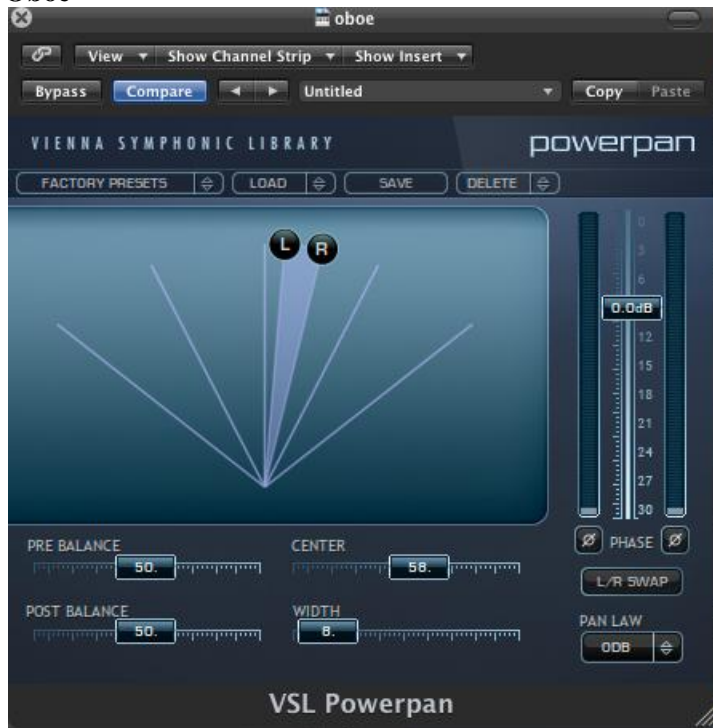 Oboe
oboe
View Show Channel Strip Show Insert
Bypass Compare Untitled Copy Paste
VIENNA SYMPHONIC LIBRARY powerpan
FACTORY PRESETS LOAD SAVE DELETE
L R
0
3
6
0.0dB
12
15
18
21
24
27
30
Ø PHASE Ø
PRE BALANCE CENTER
50. 58.
L/R SWAP
POST BALANCE WIDTH
50. 8.
PAN LAW
0DB
VSL Powerpan